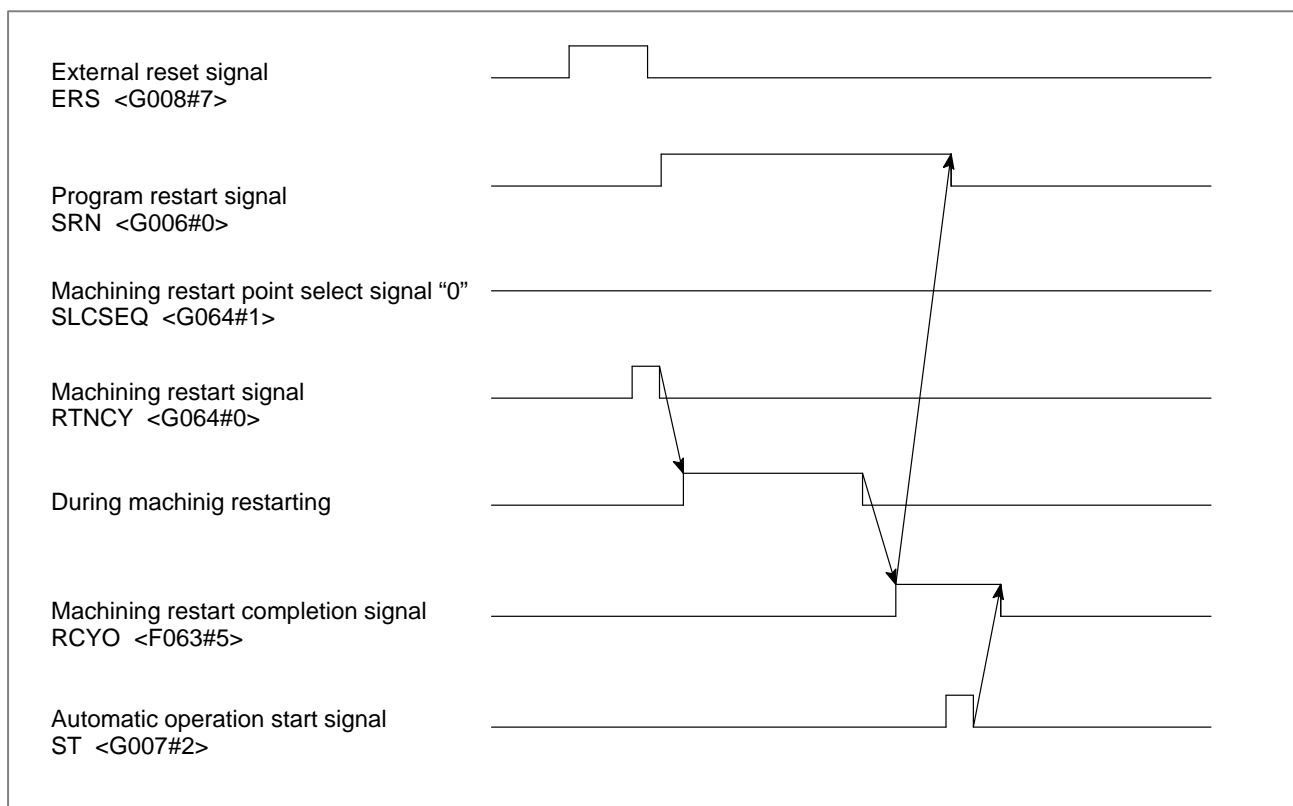 External reset signal
ERS <G008#7>
Program restart signal
SRN <G006#0>
Machining restart point select signal “0”
SLCSEQ <G064#1>
Machining restart signal
RTNCY <G064#0>
During machinig restarting
Machining restart completion signal
RCYO <F063#5>
Automatic operation start signal
ST <G007#2>